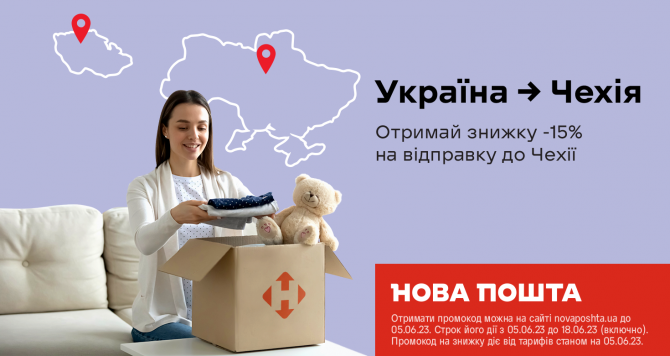 Україна → Чехія
Отримай знижку -15%
на відправку до Чехії
НОВА ПОШТА
Отримати промокод можна на сайті novaposhta.ua до
05.06.23. Строк його дії з 05.06.23 до 18.06.23 (включно).
Промокод на знижку діє від тарифів станом на 05.06.23.